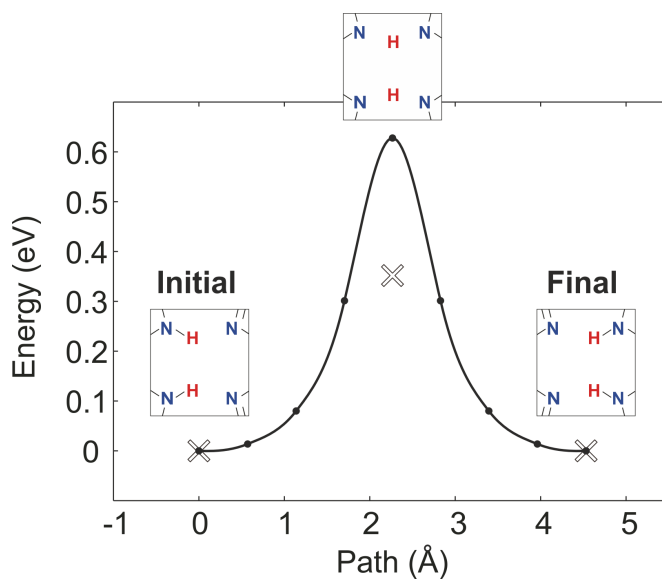 N H N
N H N
0.6
0.5
0.4
0.3
0.2
0.1
0
Energy (eV)
Initial
N H N
N H N
Final
N H N
N H N
-1 0 1 2 3 4 5
Path (Å)